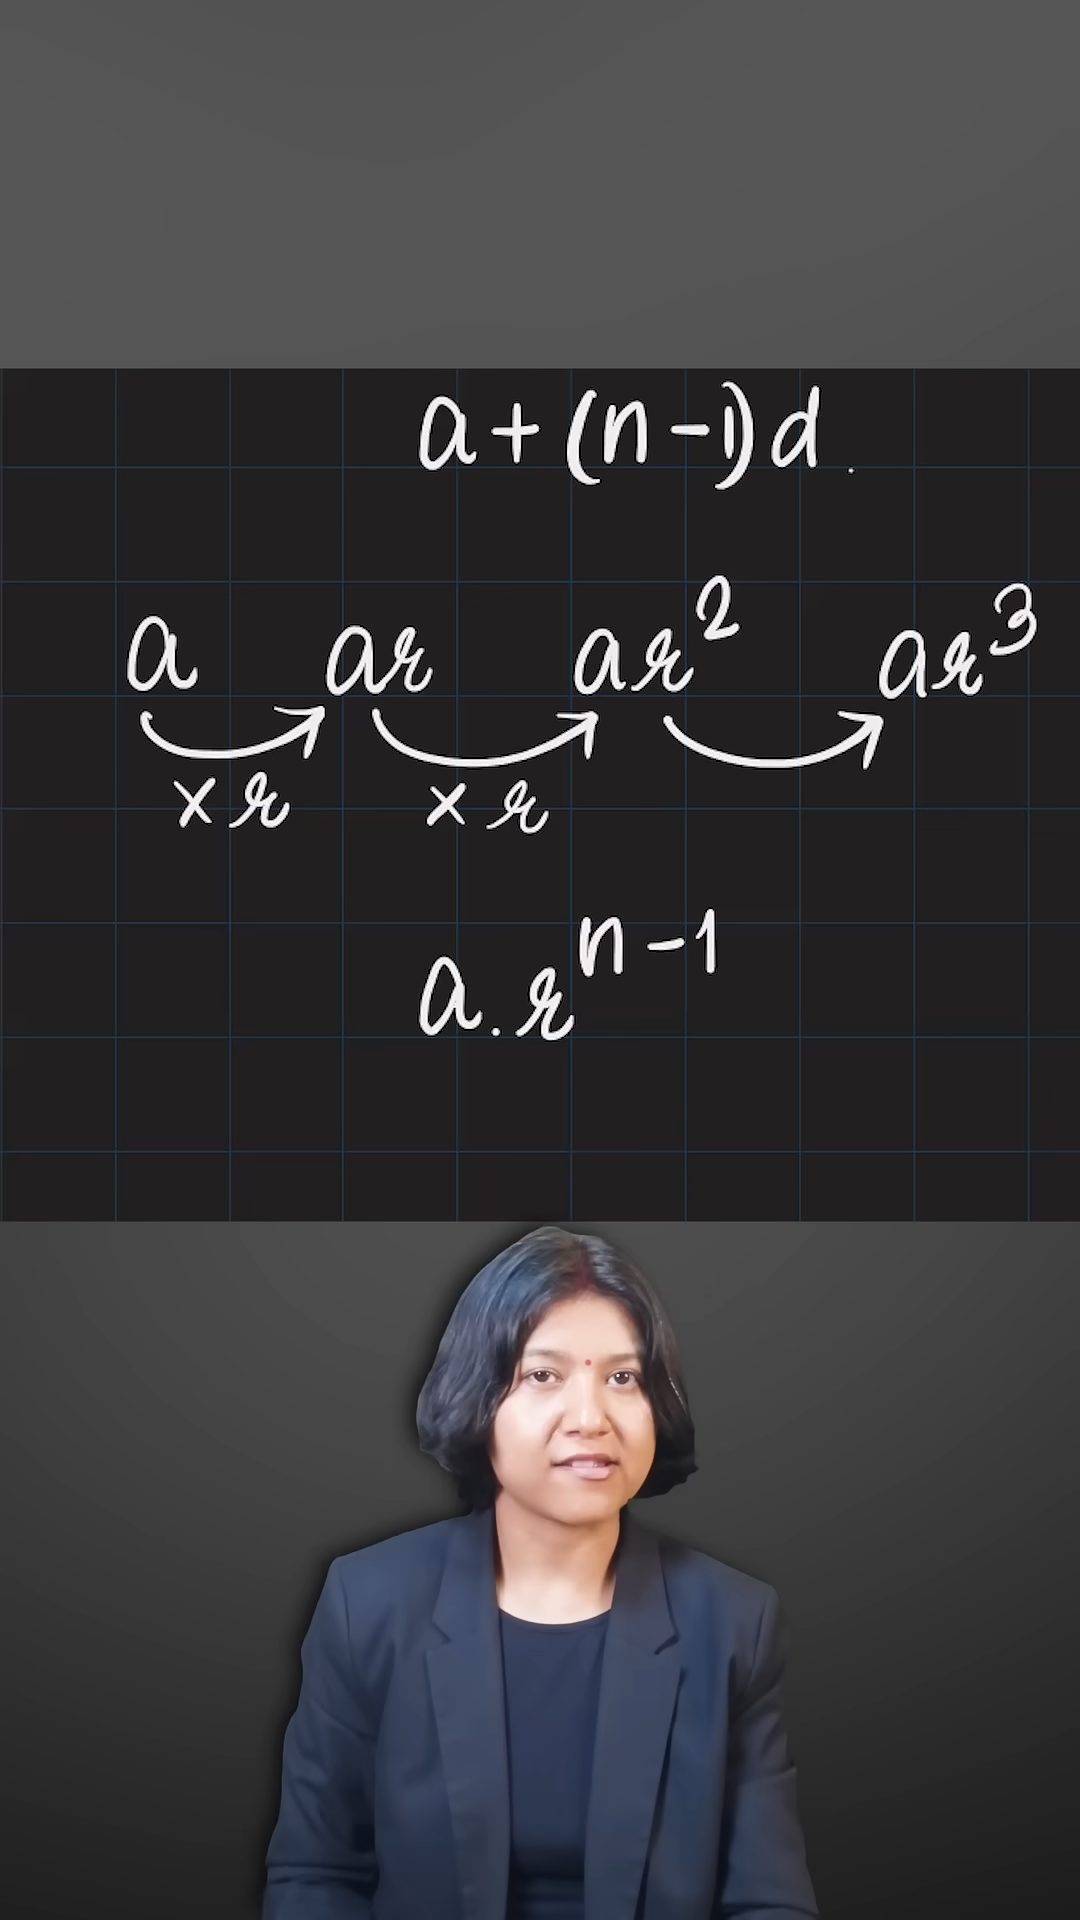 a + (n-1)d.
a ar ar² ar³
× r × r
a.r^{n-1}